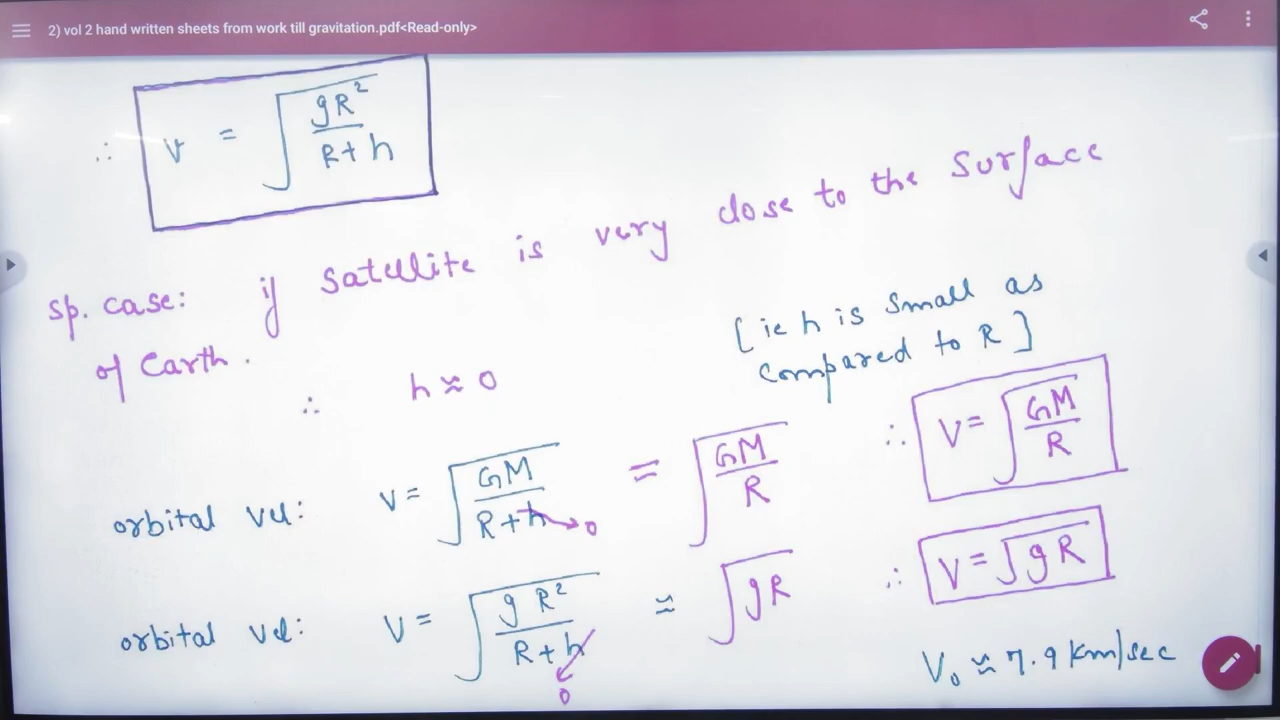 2) vol 2 hand written sheets from work till gravitation.pdf<Read-only>
∴ v = √(gR²/(R+h))
Sp. case: if satellite is very close to the surface
of Earth.
[ie h is small as
compared to R]
∴ h ≈ 0
orbital vel: v = √(GM/(R+h→0)) = √(GM/R) ∴ V = √(GM/R)
orbital vel: V = √(gR²/(R+h→0)) ≈ √gR ∴ V = √gR
V₀ ≈ 7.9 km/sec